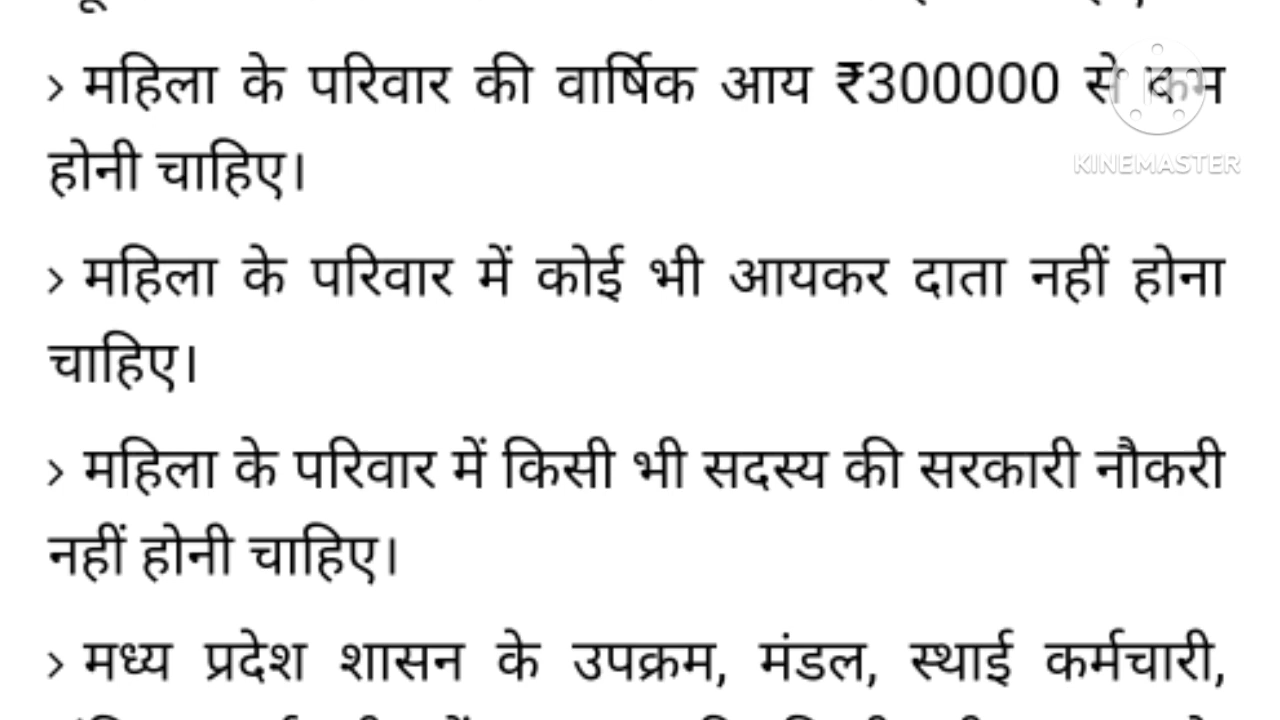 › महिला के परिवार की वार्षिक आय ₹300000 से कम
KINEMASTER
होनी चाहिए।
› महिला के परिवार में कोई भी आयकर दाता नहीं होना
चाहिए।
› महिला के परिवार में किसी भी सदस्य की सरकारी नौकरी
नहीं होनी चाहिए।
› मध्य प्रदेश शासन के उपक्रम, मंडल, स्थाई कर्मचारी,